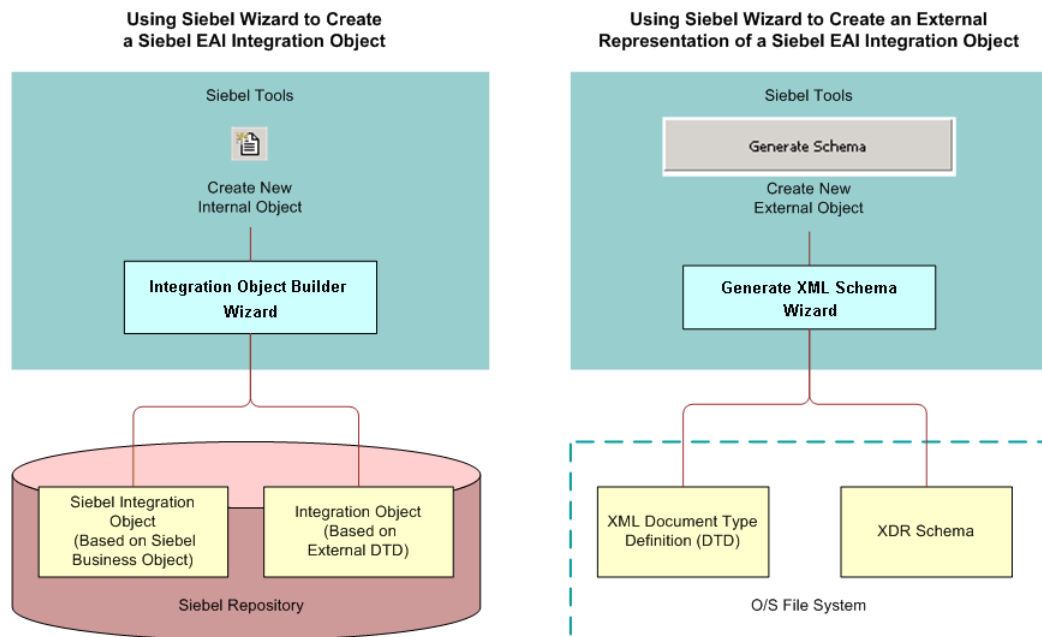 Using Siebel Wizard to Create
a Siebel EAI Integration Object
Siebel Tools
Create New
Internal Object
Integration Object Builder
Wizard
Siebel Integration
Object
(Based on Siebel
Business Object)
Integration Object
(Based on
External DTD)
Siebel Repository
Using Siebel Wizard to Create an External
Representation of a Siebel EAI Integration Object
Siebel Tools
Generate Schema
Create New
External Object
Generate XML Schema
Wizard
XML Document Type
Definition (DTD)
XDR Schema
O/S File System